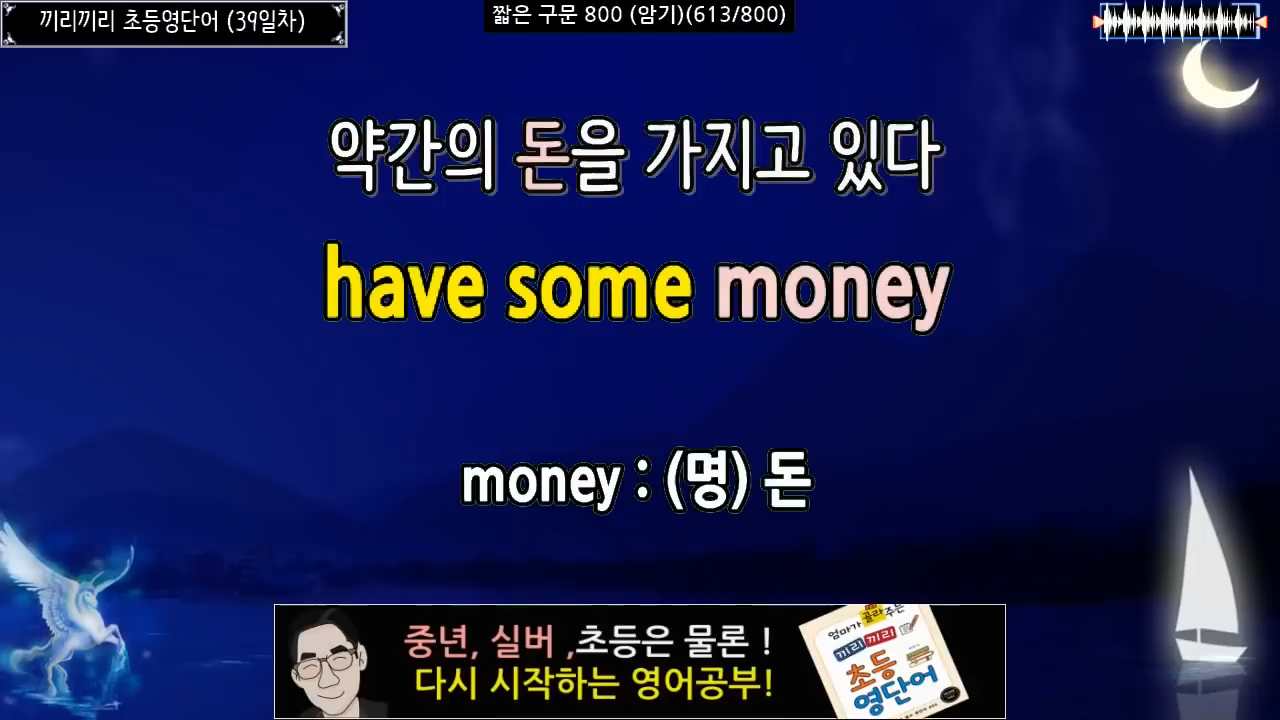 끼리끼리 초등영단어 (39일차)
짧은 구문 800 (암기)(613/800)
약간의 돈을 가지고 있다
have some money
money : (명) 돈
중년, 실버 ,초등은 물론 !
다시 시작하는 영어공부!
엄마가 골라주는
끼리끼리
초등
영단어